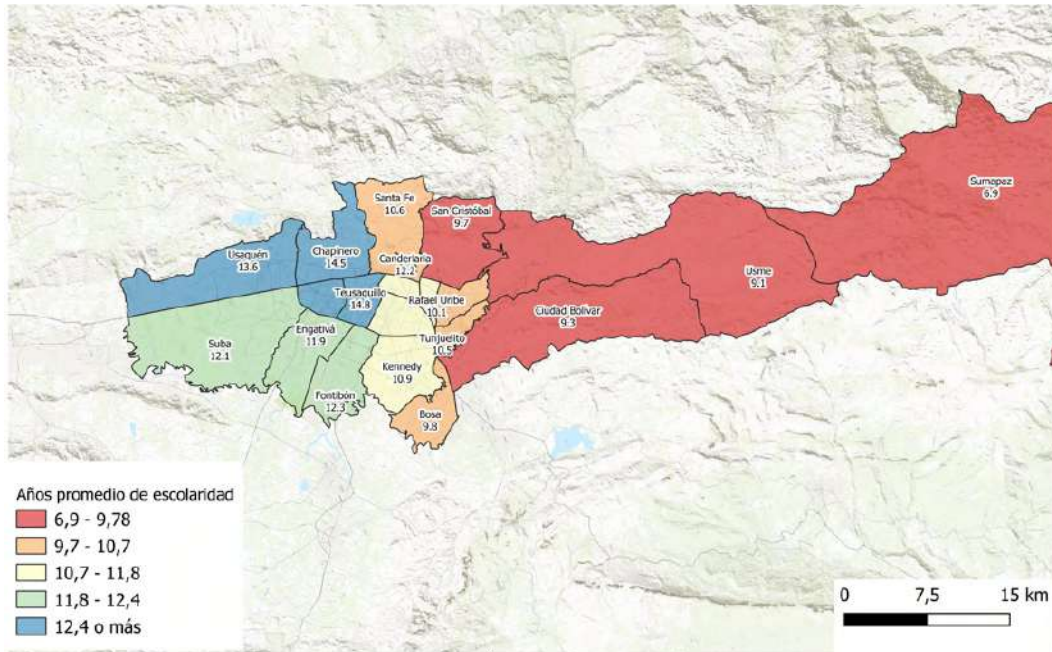 Sumapaz
6.9
Santa Fe
10.6
San Cristóbal
9.7
Usaquén
13.6
Chapinero
14.5
Canderlaria
12.2
Usme
9.1
Teusaquillo
14.8
Rafael Uribe
10.1
Ciudad Bolívar
9.3
Engativá
11.9
Suba
12.1
Tunjuelito
10.5
Kennedy
10.9
Fontibón
12.3
Bosa
9.8
Años promedio de escolaridad
6,9 - 9,78
9,7 - 10,7
10,7 - 11,8
11,8 - 12,4
12,4 o más
0 7,5 15 km